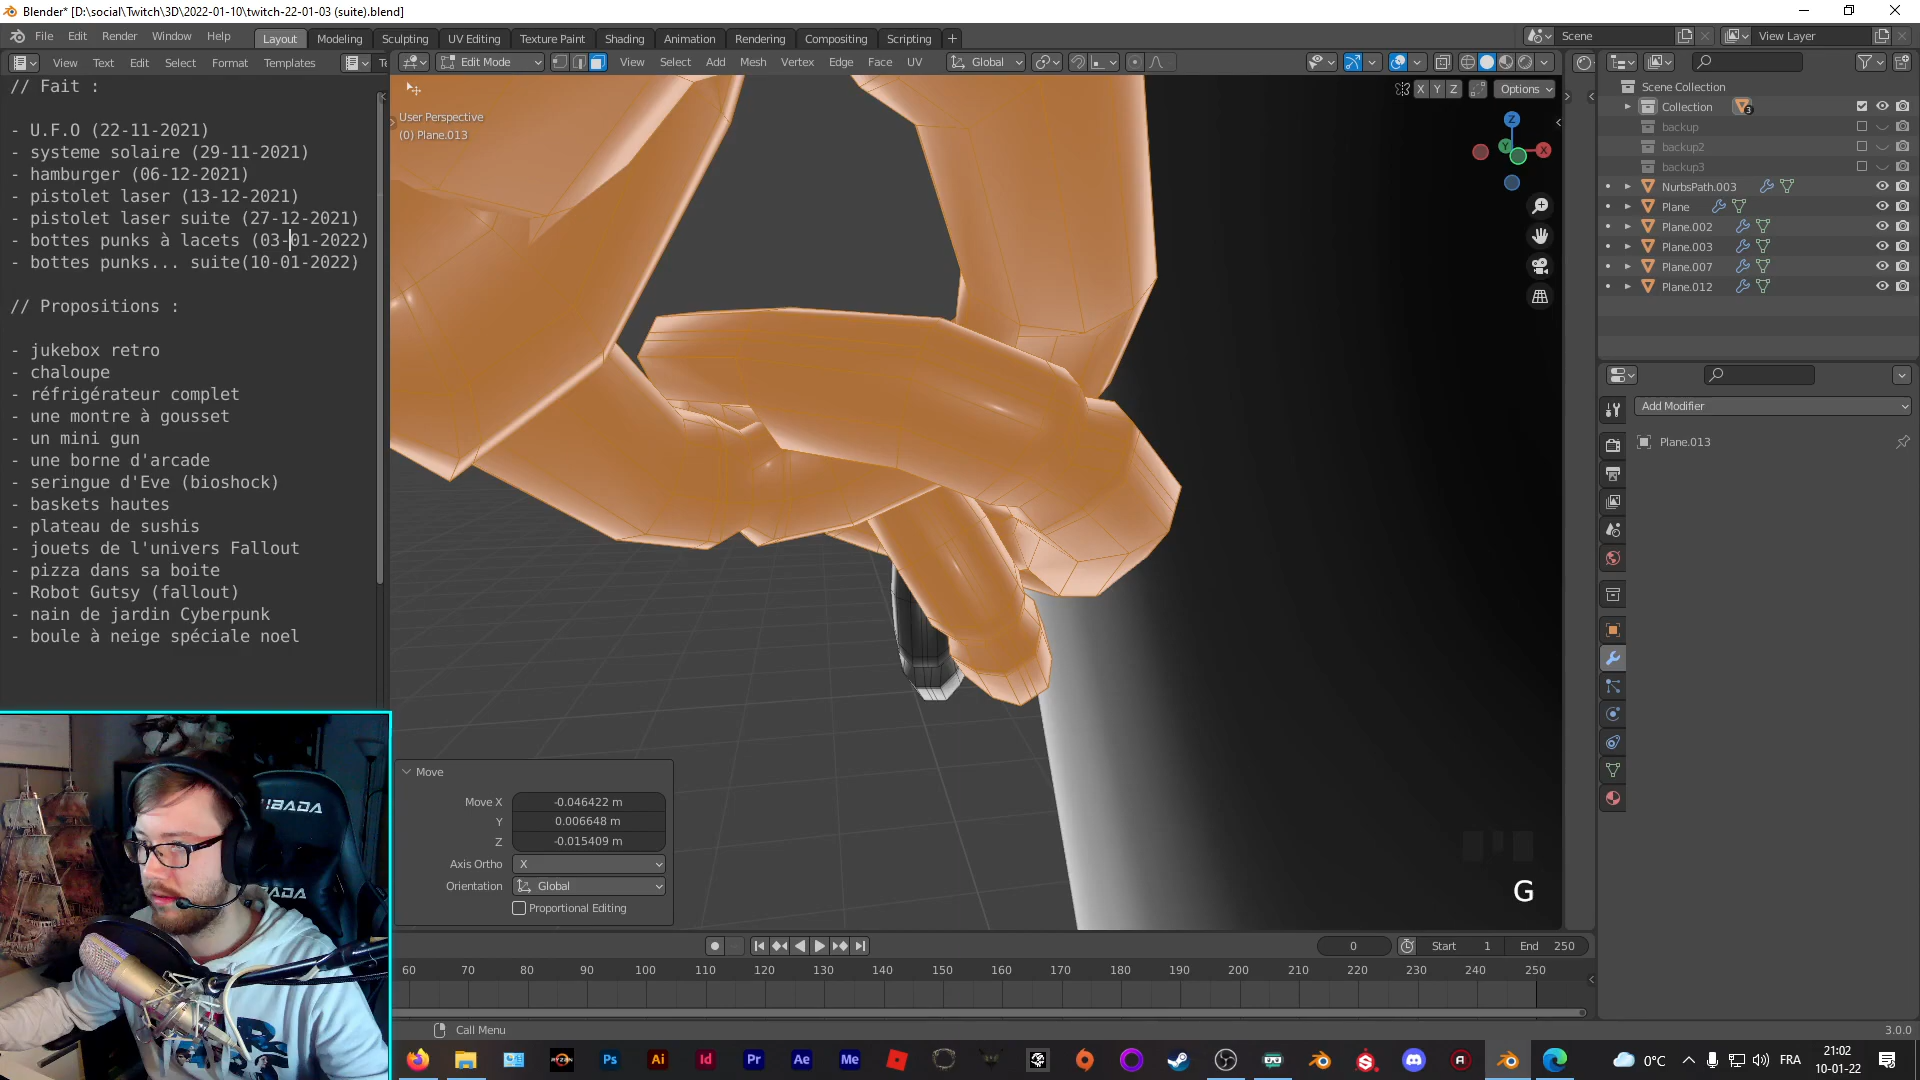 Blender* [D:\social\Twitch\3D\2022-01-10\twitch-22-01-03 (suite).blend]
File Edit Render Window Help Layout Modeling Sculpting UV Editing Texture Paint Shading Animation Rendering Compositing Scripting + Scene View Layer
View Text Edit Select Format Templates Te Edit Mode View Select Add Mesh Vertex Edge Face UV Global
X Y Z Options
// Fait :
- U.F.O (22-11-2021)
- systeme solaire (29-11-2021)
- hamburger (06-12-2021)
- pistolet laser (13-12-2021)
- pistolet laser suite (27-12-2021)
- bottes punks à lacets (03-01-2022)
- bottes punks... suite(10-01-2022)
// Propositions :
- jukebox retro
- chaloupe
- réfrigérateur complet
- une montre à gousset
- un mini gun
- une borne d'arcade
- seringue d'Eve (bioshock)
- baskets hautes
- plateau de sushis
- jouets de l'univers Fallout
- pizza dans sa boite
- Robot Gutsy (fallout)
- nain de jardin Cyberpunk
- boule à neige spéciale noel
User Perspective
(0) Plane.013
Z
Y
X
Scene Collection
Collection 3
backup
backup2
backup3
NurbsPath.003
Plane
Plane.002
Plane.003
Plane.007
Plane.012
Add Modifier
Plane.013
Move
Move X -0.046422 m
Y 0.006648 m
Z -0.015409 m
Axis Ortho X
Orientation Global
Proportional Editing
G
0 Start 1 End 250
60 70 80 90 100 110 120 130 140 150 160 170 180 190 200 210 220 230 240 250
Call Menu
3.0.0
RYZEN Ps Ai Id Pr Ae Me
0°C
FRA
21:02
10-01-22